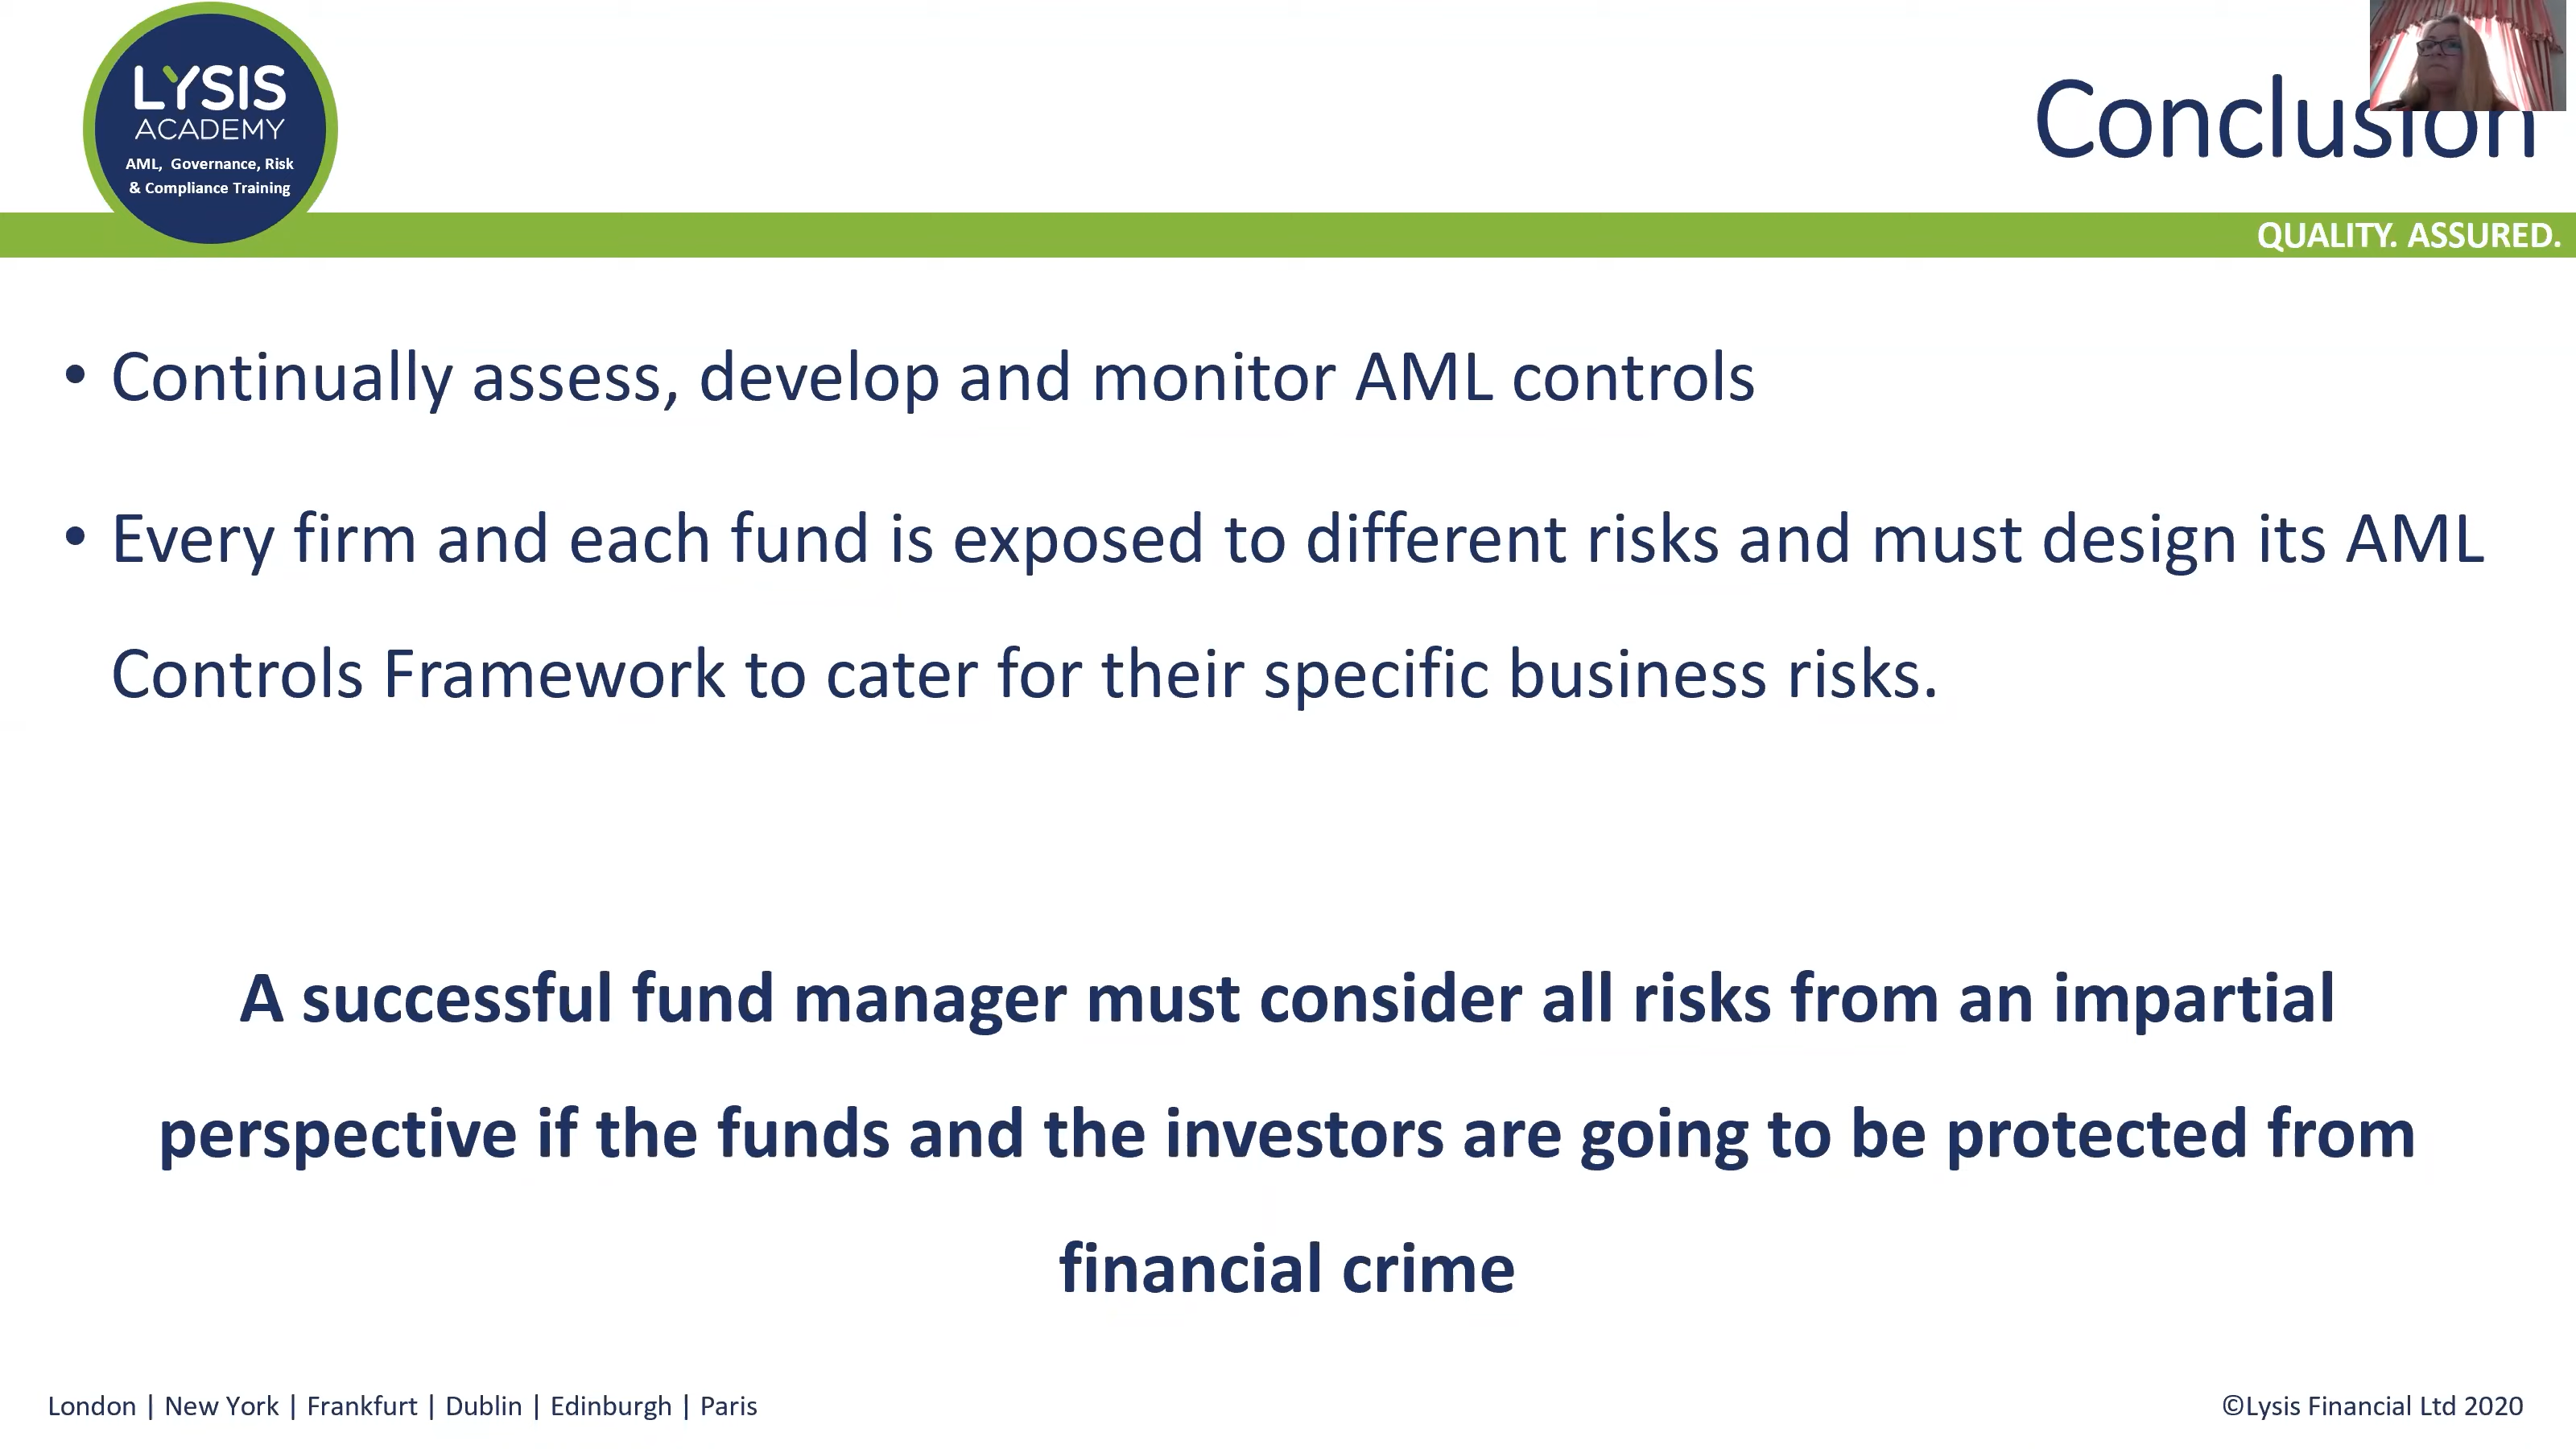 LYSIS
ACADEMY
AML, Governance, Risk
& Compliance Training
Conclusion
QUALITY. ASSURED.
• Continually assess, develop and monitor AML controls
• Every firm and each fund is exposed to different risks and must design its AML
Controls Framework to cater for their specific business risks.
A successful fund manager must consider all risks from an impartial
perspective if the funds and the investors are going to be protected from
financial crime
London | New York | Frankfurt | Dublin | Edinburgh | Paris
©Lysis Financial Ltd 2020